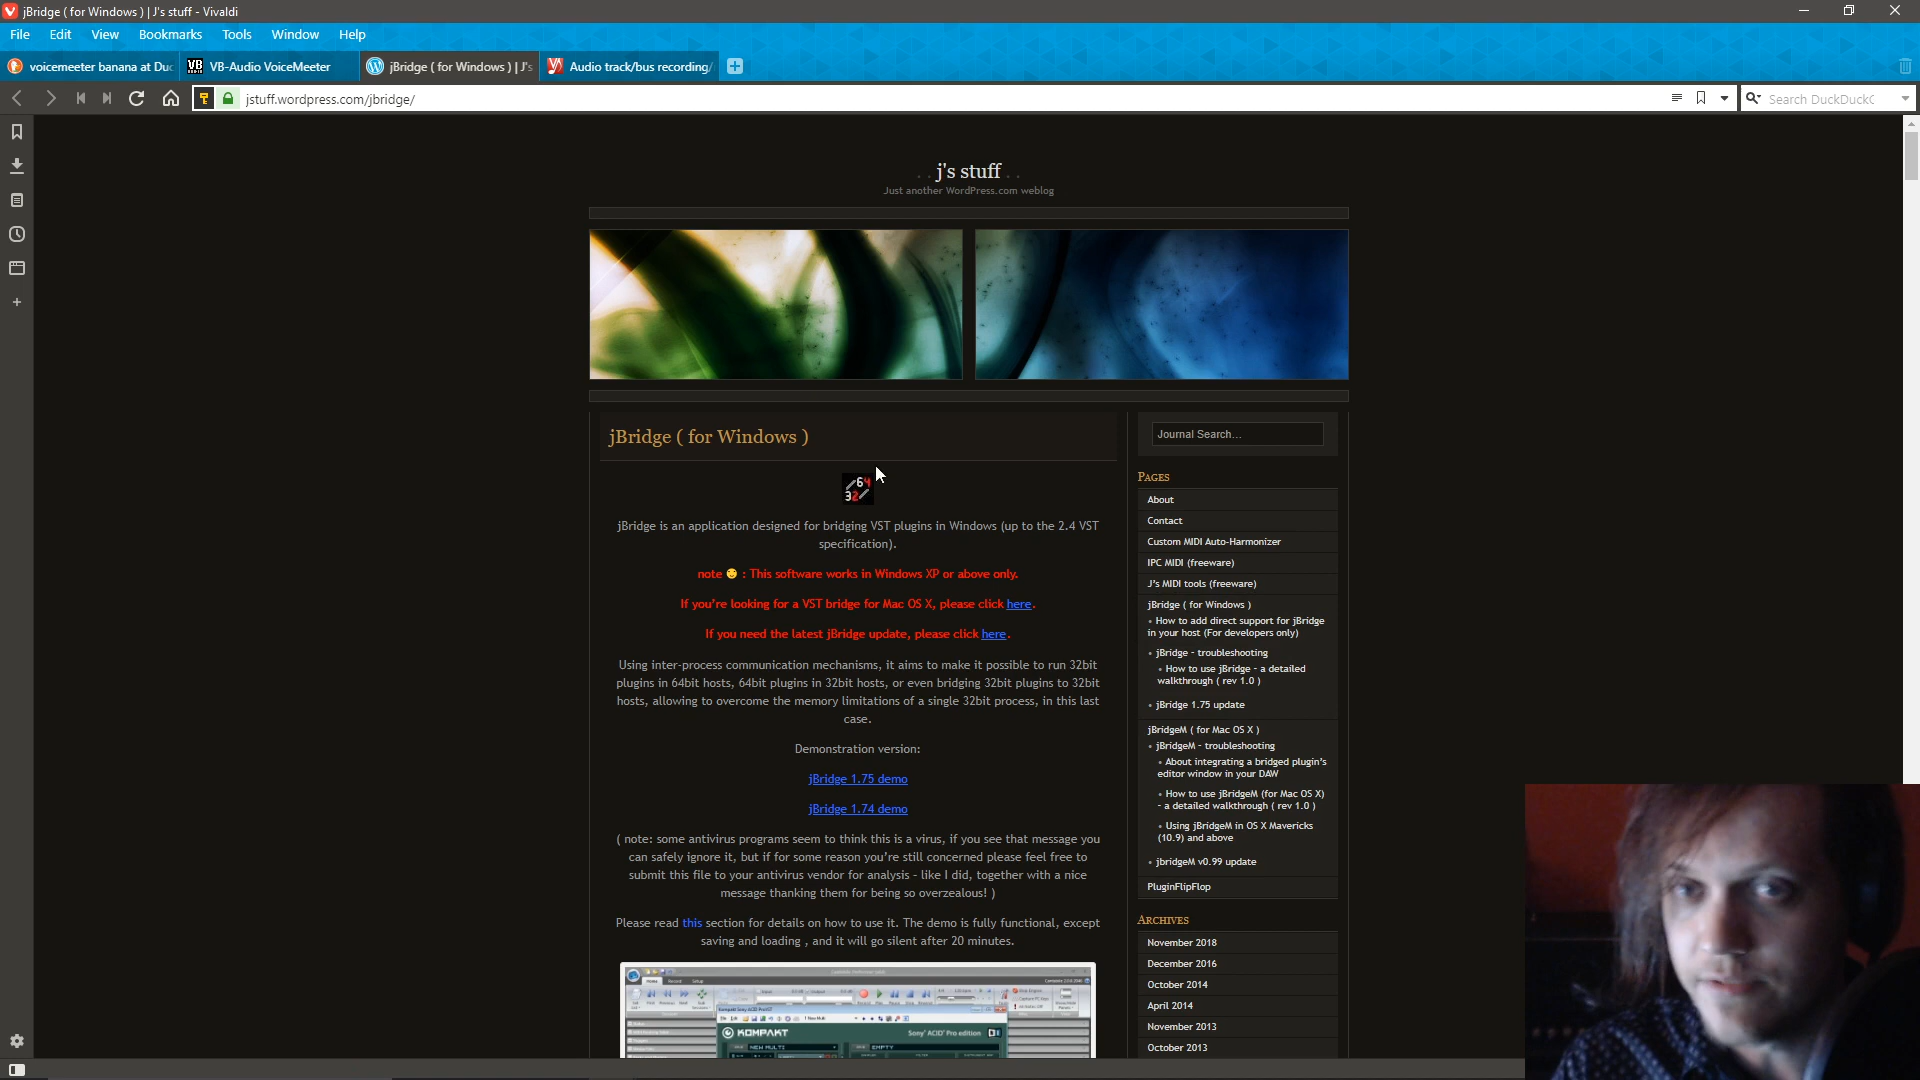 jBridge ( for Windows ) | J's stuff - Vivaldi
File Edit View Bookmarks Tools Window Help
voicemeeter banana at Duc
VB-Audio VoiceMeeter
jBridge ( for Windows ) | J's
Audio track/bus recording/
jstuff.wordpress.com/jbridge/
Search DuckDuckG
. . j's stuff . .
Just another WordPress.com weblog
jBridge ( for Windows )
64
32
jBridge is an application designed for bridging VST plugins in Windows (up to the 2.4 VST
specification).
note : This software works in Windows XP or above only.
If you're looking for a VST bridge for Mac OS X, please click here.
If you need the latest jBridge update, please click here.
Using inter-process communication mechanisms, it aims to make it possible to run 32bit
plugins in 64bit hosts, 64bit plugins in 32bit hosts, or even bridging 32bit plugins to 32bit
hosts, allowing to overcome the memory limitations of a single 32bit process, in this last
case.
Demonstration version:
jBridge 1.75 demo
jBridge 1.74 demo
( note: some antivirus programs seem to think this is a virus, if you see that message you
can safely ignore it, but if for some reason you're still concerned please feel free to
submit this file to your antivirus vendor for analysis – like I did, together with a nice
message thanking them for being so overzealous! )
Please read this section for details on how to use it. The demo is fully functional, except
saving and loading , and it will go silent after 20 minutes.
KOMPAKT
Sony' ACID' Pro edition
NEW MULTI
EMPTY
Journal Search...
Pages
About
Contact
Custom MIDI Auto-Harmonizer
IPC MIDI (freeware)
J's MIDI tools (freeware)
jBridge ( for Windows )
• How to add direct support for jBridge
in your host (For developers only)
• jBridge – troubleshooting
• How to use jBridge – a detailed
walkthrough ( rev 1.0 )
• jBridge 1.75 update
jBridgeM ( for Mac OS X )
• jBridgeM – troubleshooting
• About integrating a bridged plugin's
editor window in your DAW
• How to use jBridgeM (for Mac OS X)
– a detailed walkthrough ( rev 1.0 )
• Using jBridgeM in OS X Mavericks
(10.9) and above
• jbridgeM v0.99 update
PluginFlipFlop
Archives
November 2018
December 2016
October 2014
April 2014
November 2013
October 2013